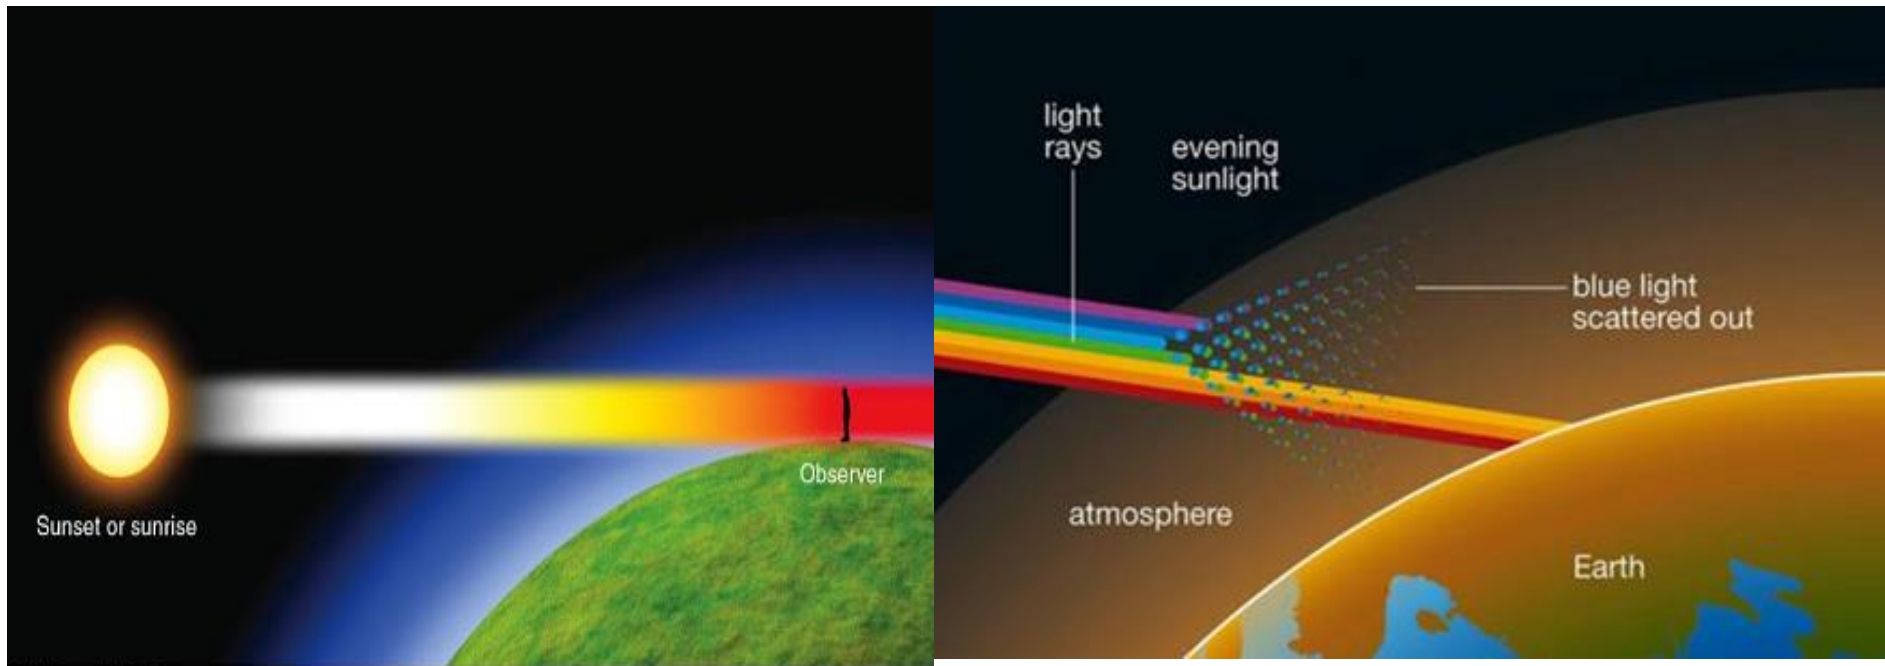 Sunset or sunrise
Observer
light
rays
evening
sunlight
blue light
scattered out
atmosphere
Earth